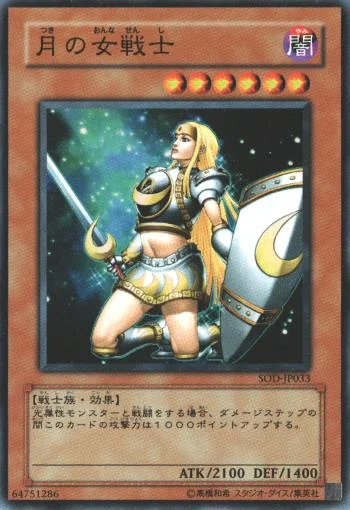 月の女戦士
つき おんな せん し
闇
やみ
SOD-JP033
【戦士族・効果】
光属性モンスターと戦闘をする場合、ダメージステップの
間このカードの攻撃力は１０００ポイントアップする。
ATK/2100 DEF/1400
64751286
©高橋和希 スタジオ・ダイス/集英社